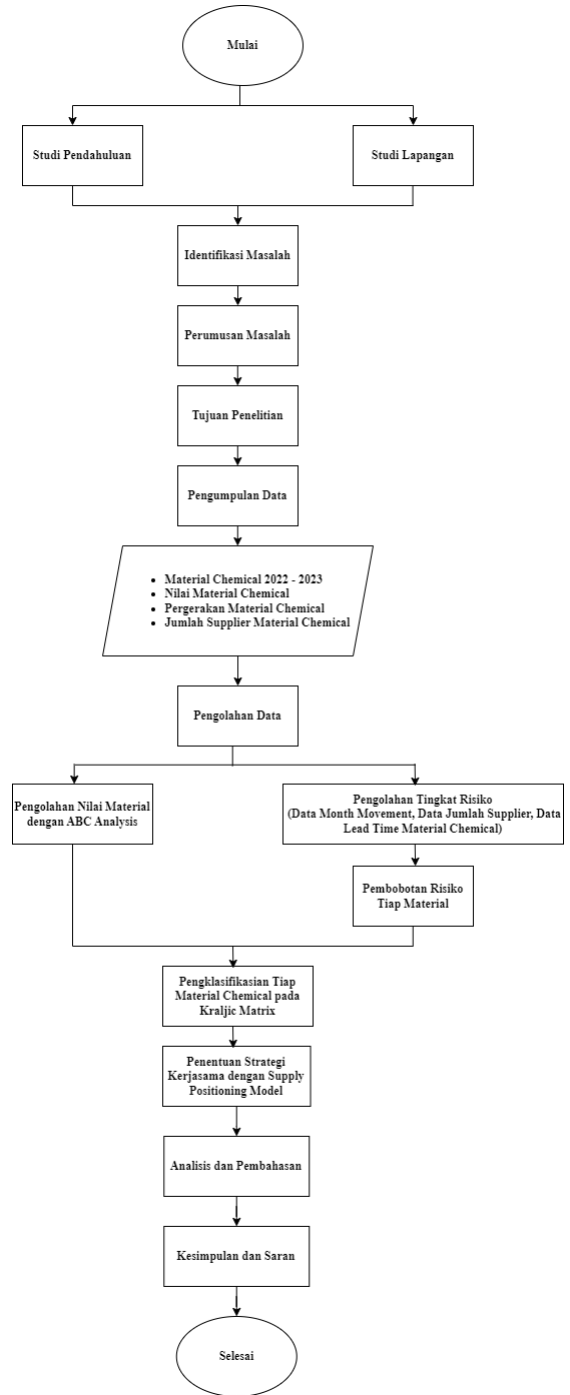 Mulai
Studi Pendahuluan
Studi Lapangan
Identifikasi Masalah
Perumusan Masalah
Tujuan Penelitian
Pengumpulan Data
• Material Chemical 2022 - 2023
• Nilai Material Chemical
• Pergerakan Material Chemical
• Jumlah Supplier Material Chemical
Pengolahan Data
Pengolahan Nilai Material
dengan ABC Analysis
Pengolahan Tingkat Risiko
(Data Month Movement, Data Jumlah Supplier, Data
Lead Time Material Chemical)
Pembobotan Risiko
Tiap Material
Pengklasifikasian Tiap
Material Chemical pada
Kraljic Matrix
Penentuan Strategi
Kerjasama dengan Supply
Positioning Model
Analisis dan Pembahasan
Kesimpulan dan Saran
Selesai